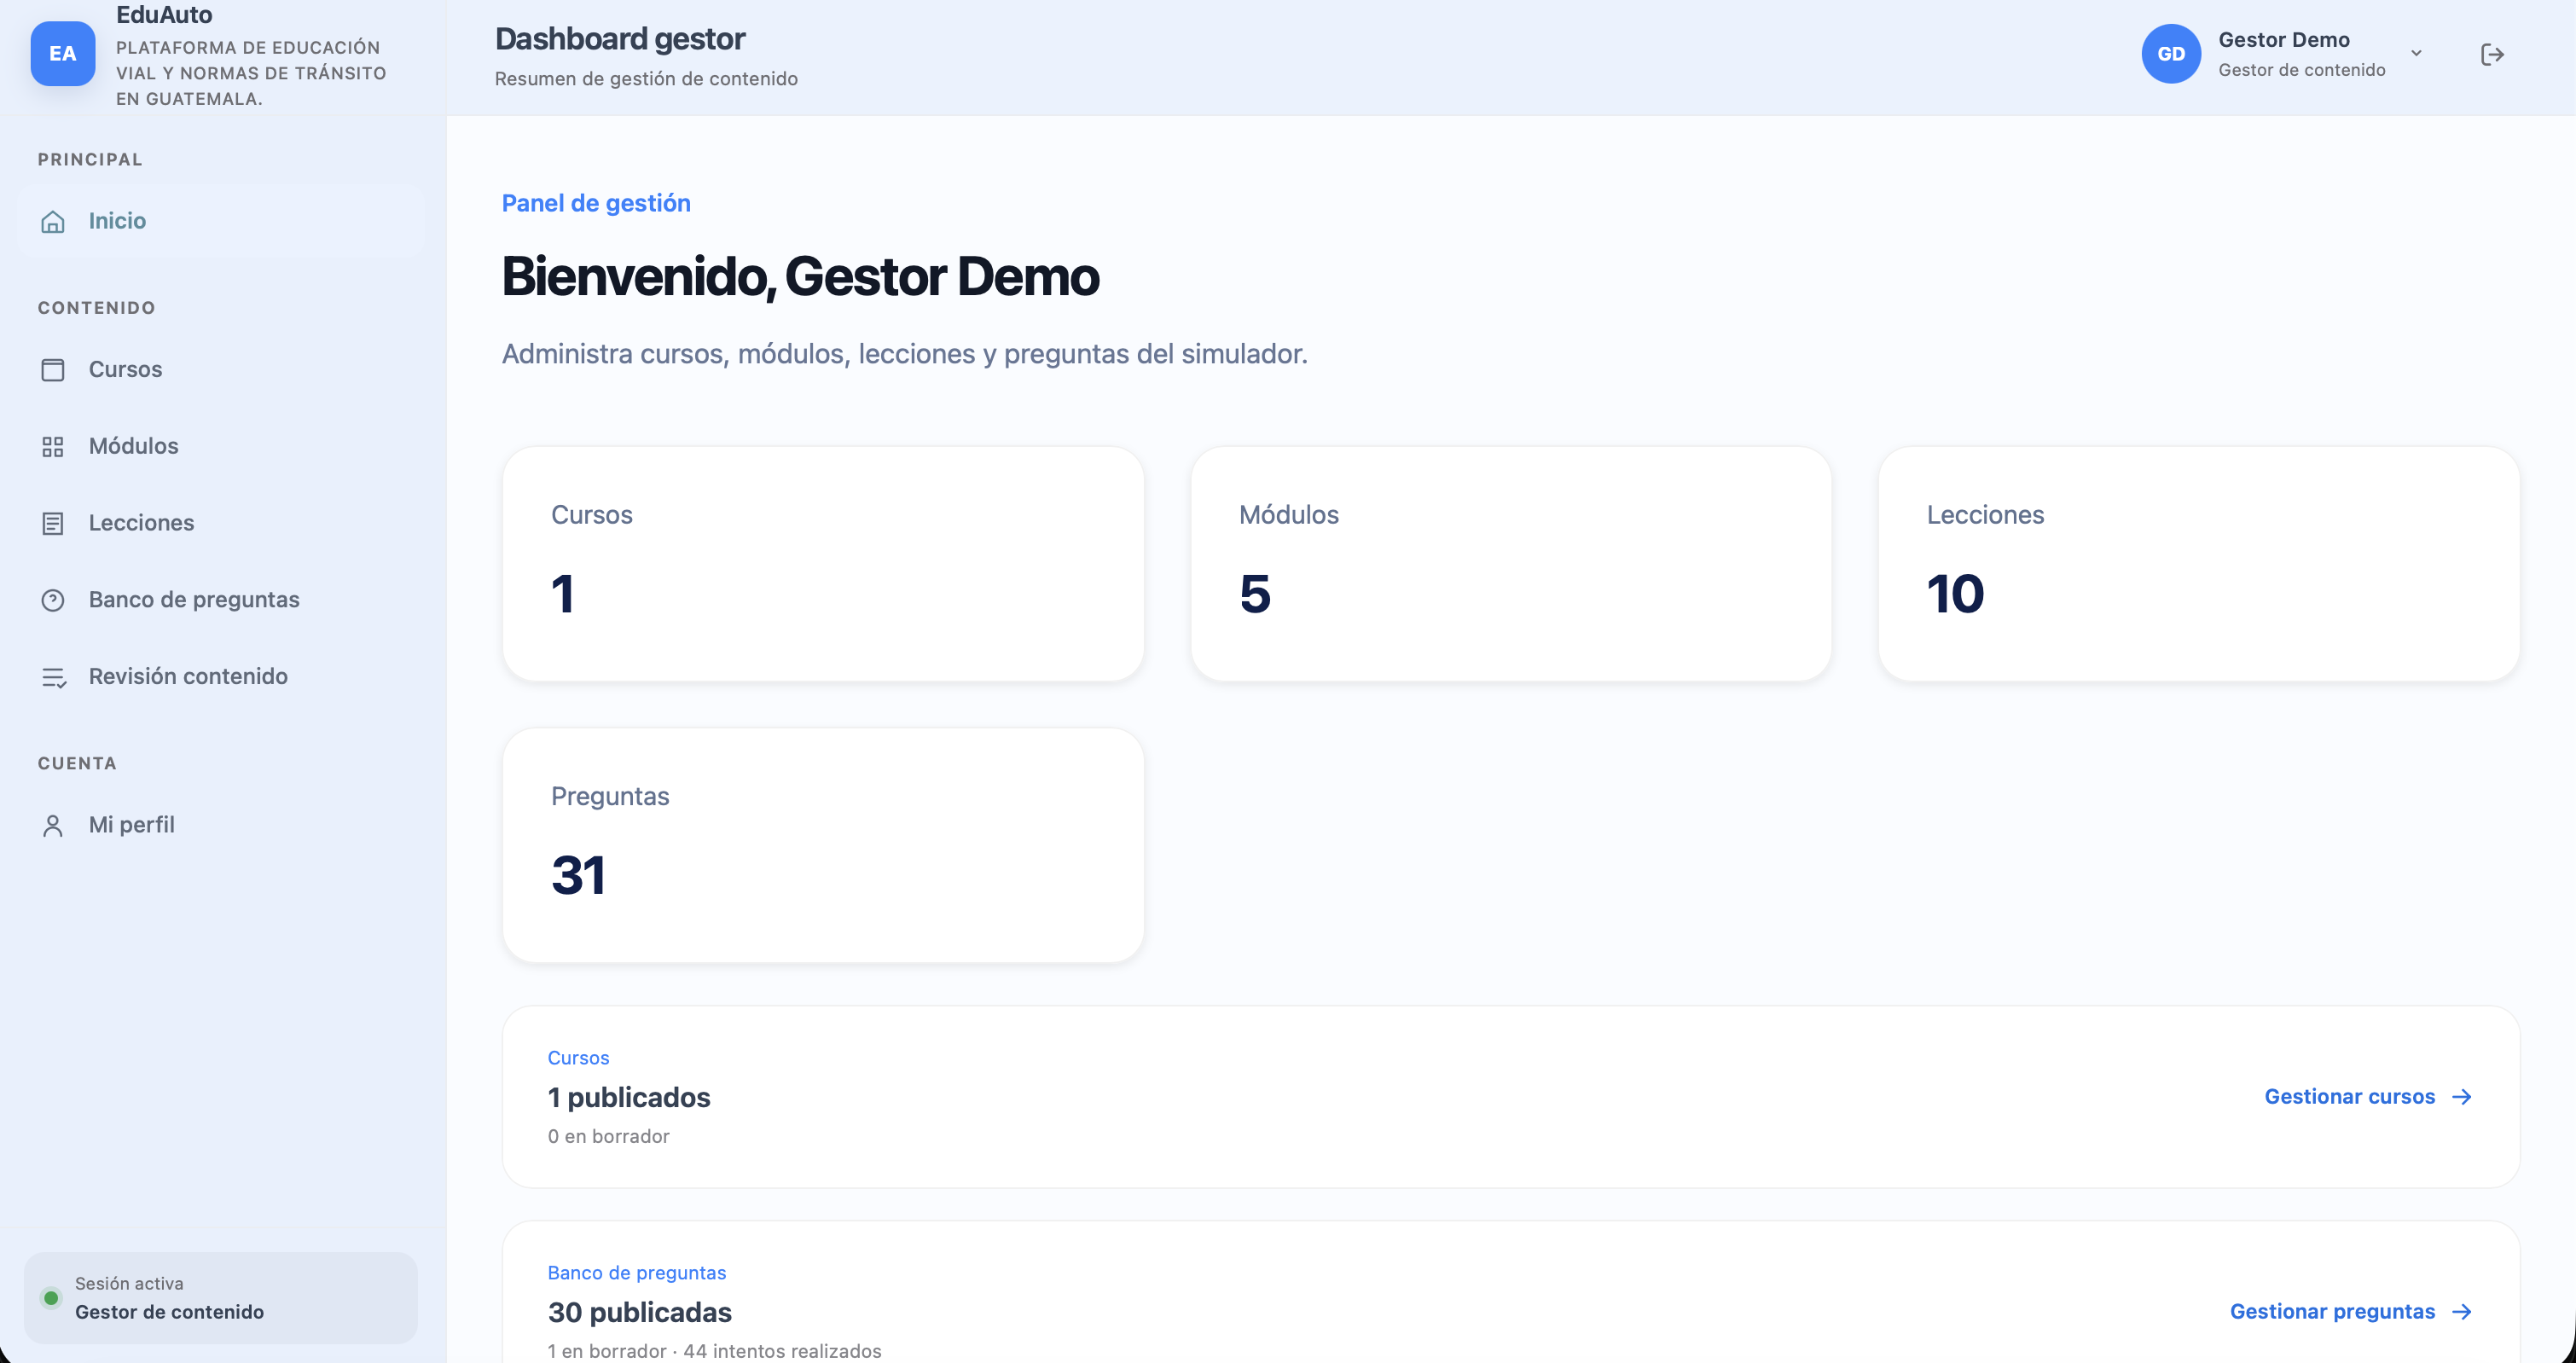 EA
EduAuto
PLATAFORMA DE EDUCACIÓN
VIAL Y NORMAS DE TRÁNSITO
EN GUATEMALA.
Dashboard gestor
Resumen de gestión de contenido
GD
Gestor Demo
Gestor de contenido
PRINCIPAL
Inicio
CONTENIDO
Cursos
Módulos
Lecciones
Banco de preguntas
Revisión contenido
CUENTA
Mi perfil
Sesión activa
Gestor de contenido
Panel de gestión
Bienvenido, Gestor Demo
Administra cursos, módulos, lecciones y preguntas del simulador.
Cursos
1
Módulos
5
Lecciones
10
Preguntas
31
Cursos
1 publicados
0 en borrador
Gestionar cursos →
Banco de preguntas
30 publicadas
1 en borrador · 44 intentos realizados
Gestionar preguntas →